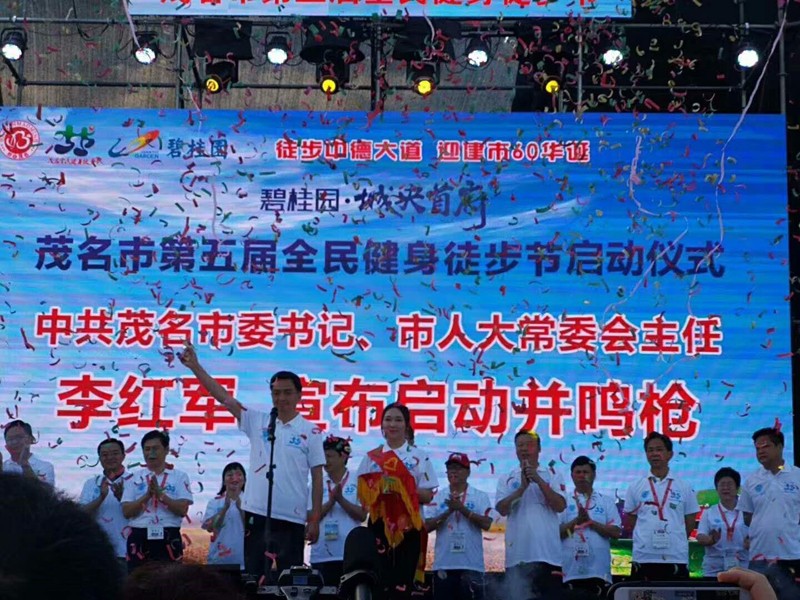 碧桂园 徒步中德大道 迎建市60华诞
碧桂园·城央首府
茂名市第五届全民健身徒步节启动仪式
中共茂名市委书记、市人大常委会主任
李红军 宣布启动并鸣枪